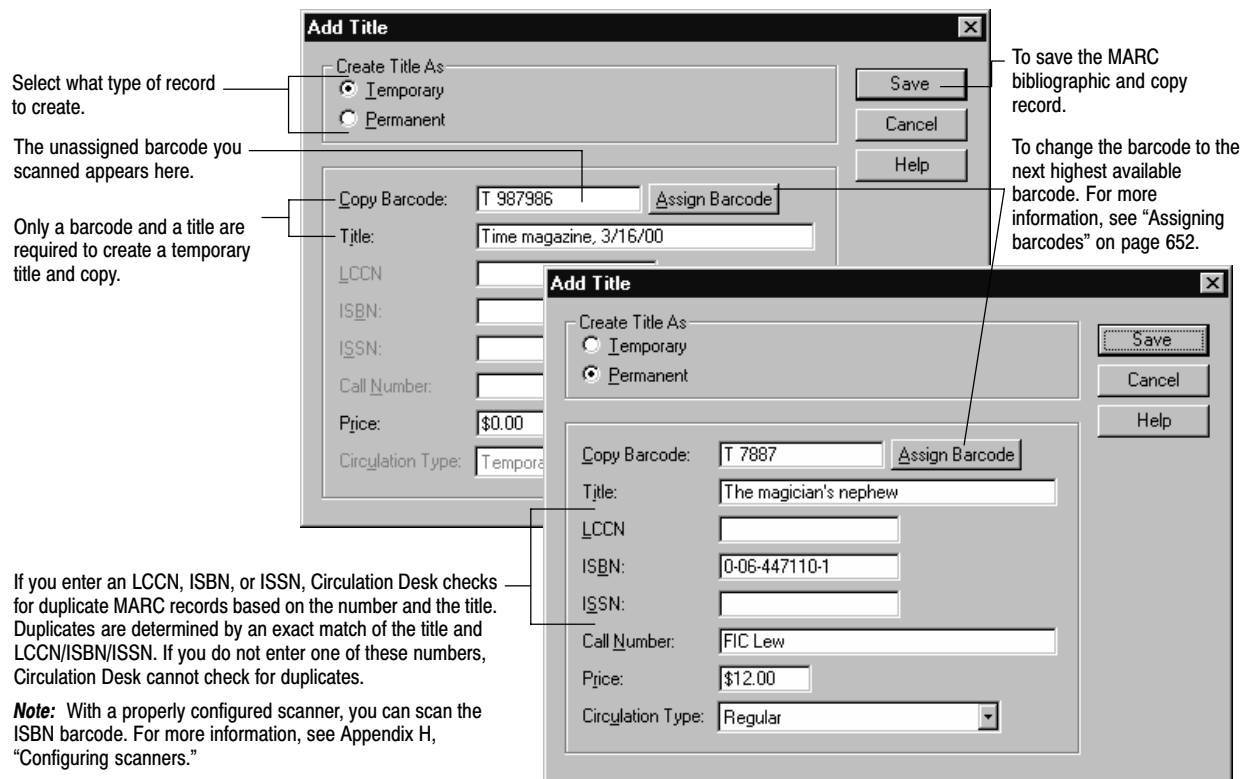 Select what type of record
to create.
The unassigned barcode you
scanned appears here.
Only a barcode and a title are
required to create a temporary
title and copy.
Add Title
Create Title As
Temporary
Permanent
Save
Cancel
Help
Copy Barcode: T 987986 Assign Barcode
Title: Time magazine, 3/16/00
LCCN
ISBN:
ISSN:
Call Number:
Price: $0.00
Circulation Type: Tempora
To save the MARC
bibliographic and copy
record.
To change the barcode to the
next highest available
barcode. For more
information, see “Assigning
barcodes” on page 652.
Add Title
Create Title As
Temporary
Permanent
Save
Cancel
Help
Copy Barcode: T 7887 Assign Barcode
Title: The magician's nephew
LCCN
ISBN: 0-06-447110-1
ISSN:
Call Number: FIC Lew
Price: $12.00
Circulation Type: Regular
If you enter an LCCN, ISBN, or ISSN, Circulation Desk checks
for duplicate MARC records based on the number and the title.
Duplicates are determined by an exact match of the title and
LCCN/ISBN/ISSN. If you do not enter one of these numbers,
Circulation Desk cannot check for duplicates.
Note: With a properly configured scanner, you can scan the
ISBN barcode. For more information, see Appendix H,
“Configuring scanners.”